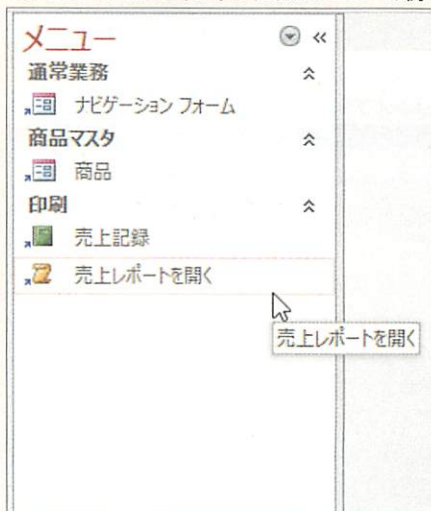 メニュー
通常業務
ナビゲーション フォーム
商品マスタ
商品
印刷
売上記録
売上レポートを開く
売上レポートを開く